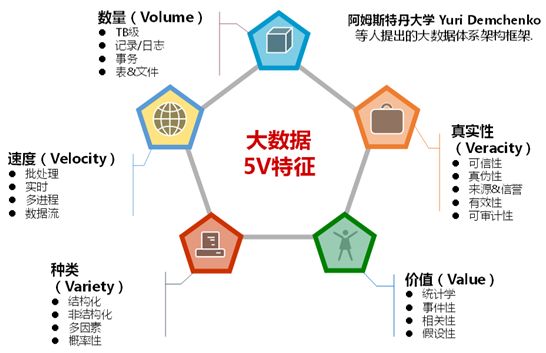 数量(Volume)
TB级
记录/日志
事务
表&文件
阿姆斯特丹大学 Yuri Demchenko
等人提出的大数据体系架构框架.
大数据
5V特征
速度(Velocity)
批处理
实时
多进程
数据流
真实性
(Veracity)
可信性
真伪性
来源&信誉
有效性
可审计性
种类
(Variety)
结构化
非结构化
多因素
概率性
价值(Value)
统计学
事件性
相关性
假设性